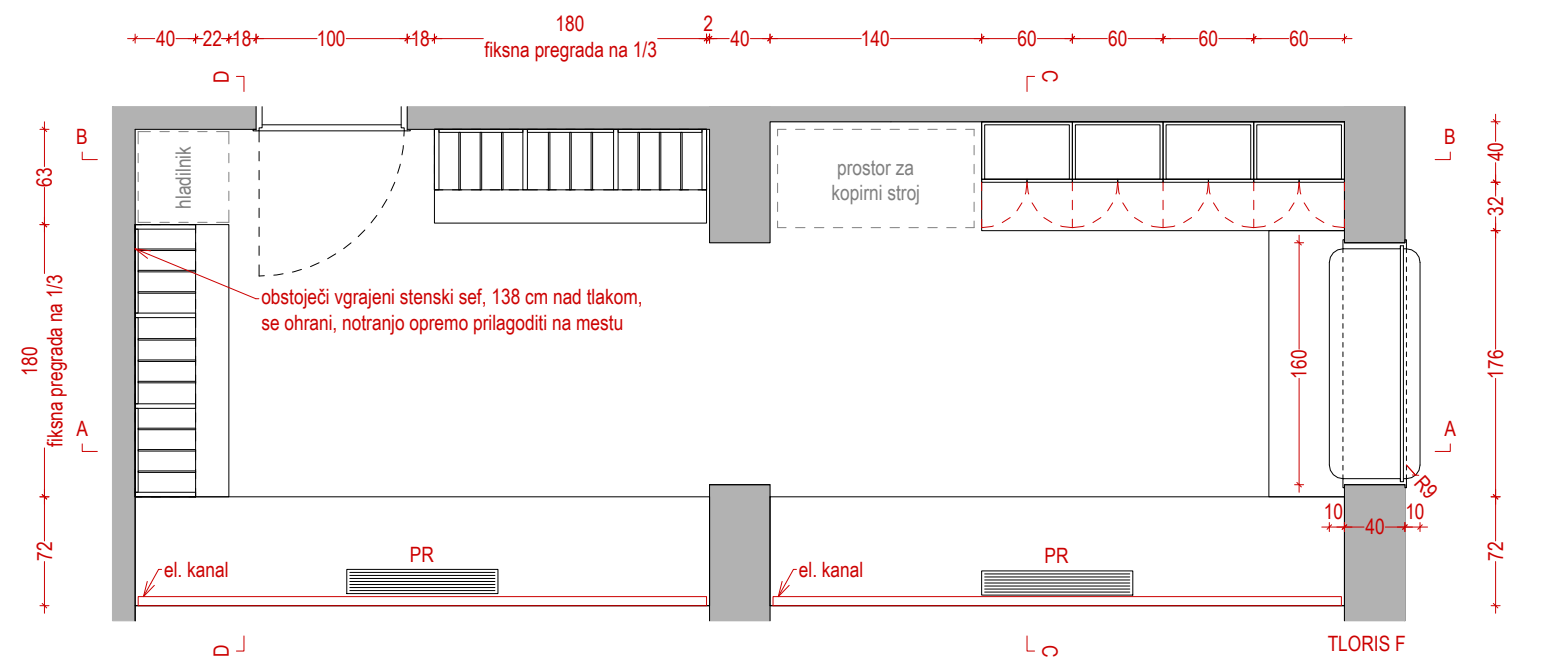 180
2
40
22
18
100
18
fiksna pregrada na 1/3
40
140
60
60
60
60
D
C
B
B
63
hladilnik
prostor za
kopirni stroj
40
32
obstoječi vgrajeni stenski sef, 138 cm nad tlakom,
se ohrani, notranjo opremo prilagoditi na mestu
180
fiksna pregrada na 1/3
160
176
A
A
R9
10
40
10
72
72
PR
PR
el. kanal
el. kanal
D
C
TLORIS F